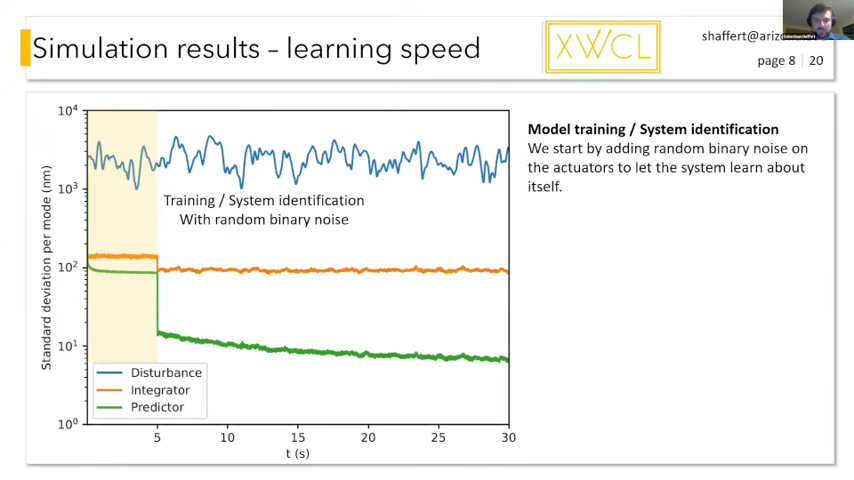 Simulation results – learning speed
XWCL
page 8 | 20
Model training / System identification
We start by adding random binary noise on
the actuators to let the system learn about
itself.
Training / System identification
With random binary noise
Standard deviation per mode (nm)
10⁴
10³
10²
10¹
10⁰
Disturbance
Integrator
Predictor
5 10 15 20 25 30
t (s)